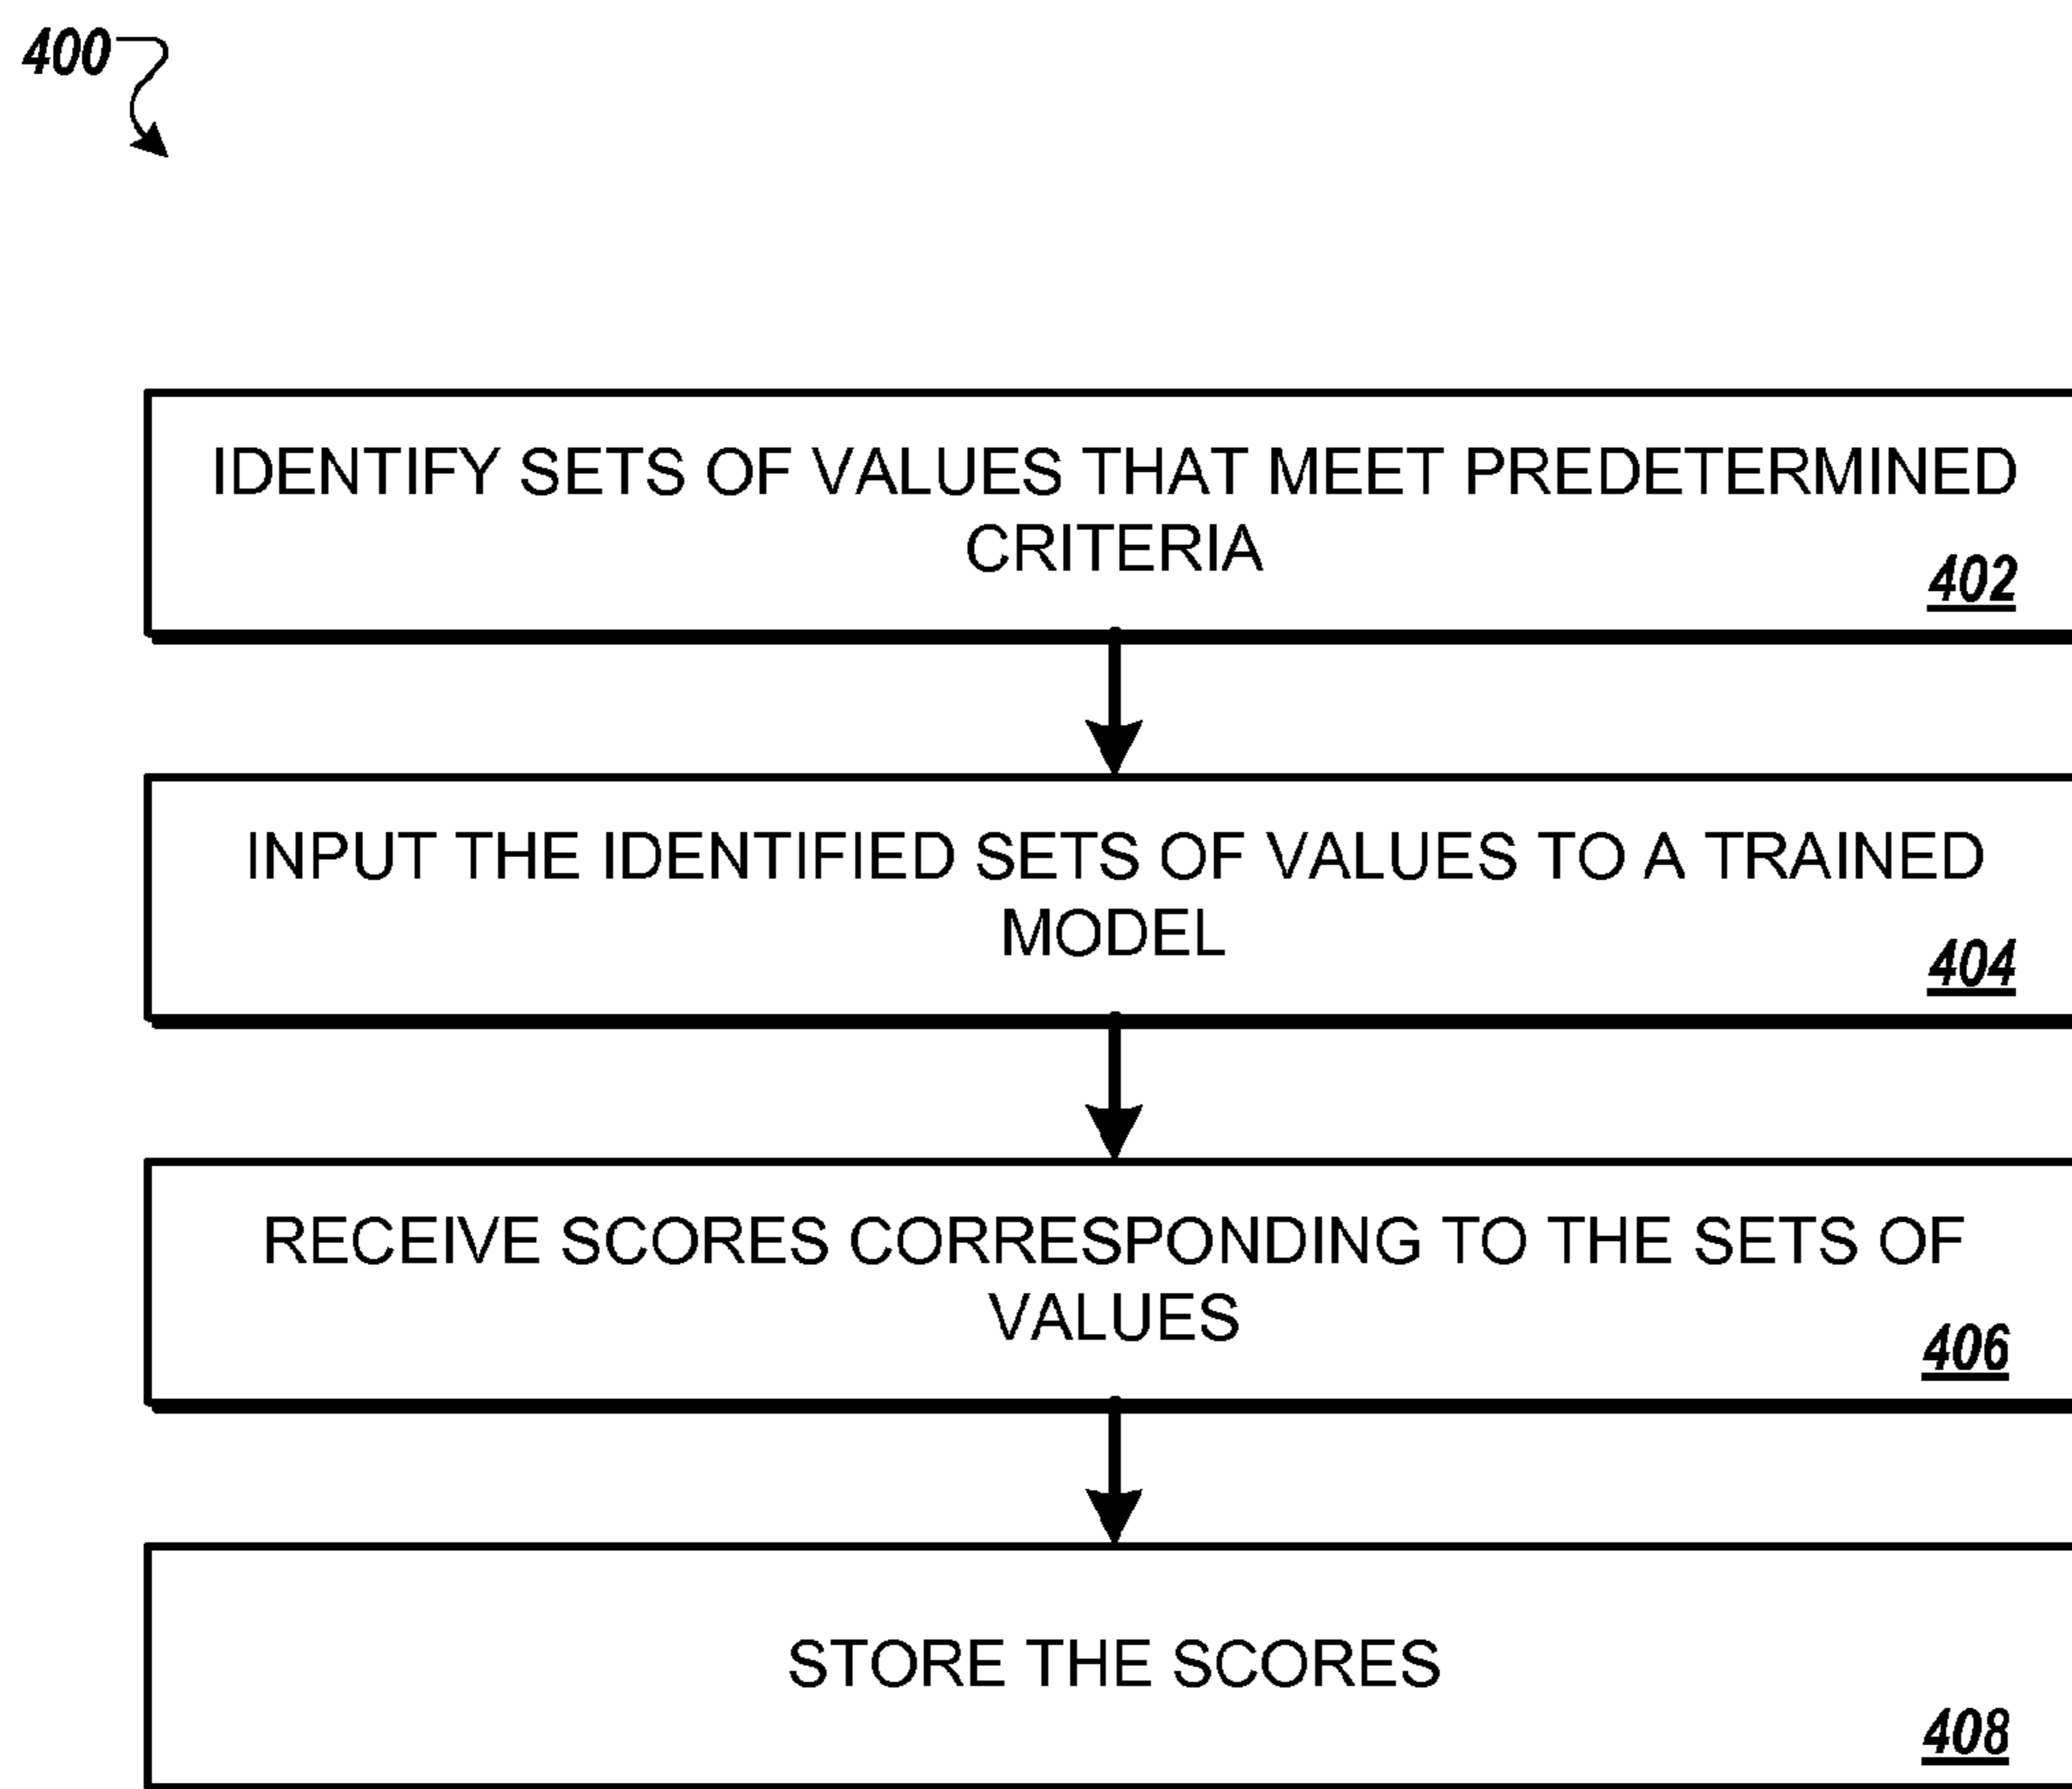 400
IDENTIFY SETS OF VALUES THAT MEET PREDETERMINED
CRITERIA
402
INPUT THE IDENTIFIED SETS OF VALUES TO A TRAINED
MODEL
404
RECEIVE SCORES CORRESPONDING TO THE SETS OF
VALUES
406
STORE THE SCORES
408